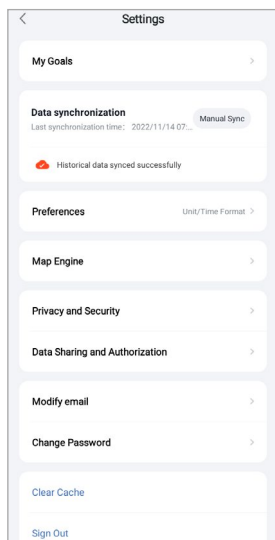 Settings
My Goals
Data synchronization
Last synchronization time: 2022/11/14 07:...
Manual Sync
Historical data synced successfully
Preferences
Unit/Time Format
Map Engine
Privacy and Security
Data Sharing and Authorization
Modify email
Change Password
Clear Cache
Sign Out